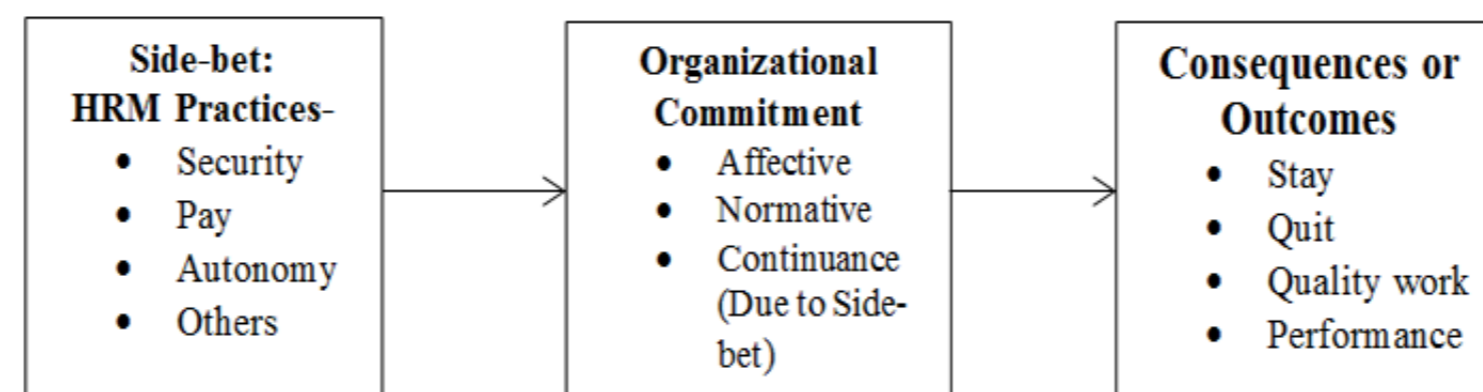 Side-bet:
HRM Practices-
• Security
• Pay
• Autonomy
• Others
Organizational
Commitment
• Affective
• Normative
• Continuance
(Due to Side-
bet)
Consequences or
Outcomes
• Stay
• Quit
• Quality work
• Performance